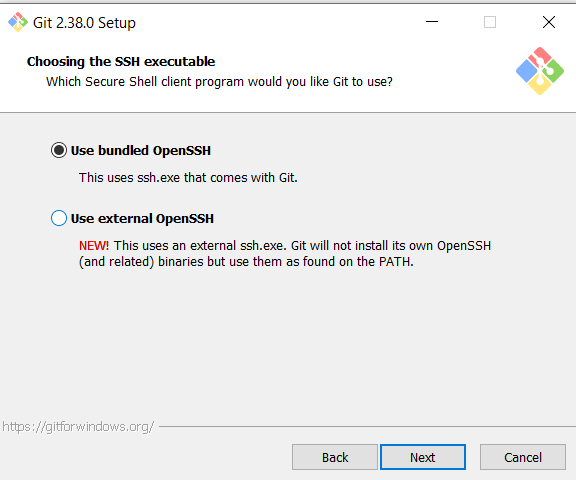 Git 2.38.0 Setup
Choosing the SSH executable
Which Secure Shell client program would you like Git to use?
Use bundled OpenSSH
This uses ssh.exe that comes with Git.
Use external OpenSSH
NEW! This uses an external ssh.exe. Git will not install its own OpenSSH
(and related) binaries but use them as found on the PATH.
https://gitforwindows.org/
Back Next Cancel